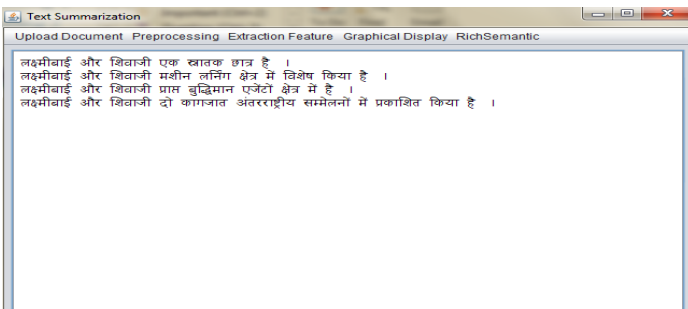 Text Summarization
Upload Document Preprocessing Extraction Feature Graphical Display RichSemantic
लक्ष्मीबाई और शिवाजी एक स्नातक छात्र है ।
लक्ष्मीबाई और शिवाजी मशीन लर्निंग क्षेत्र में विशेष किया है ।
लक्ष्मीबाई और शिवाजी प्राप्त बुद्धिमान एजेंटों क्षेत्र में है ।
लक्ष्मीबाई और शिवाजी दो कागजात अंतरराष्ट्रीय सम्मेलनों में प्रकाशित किया है ।